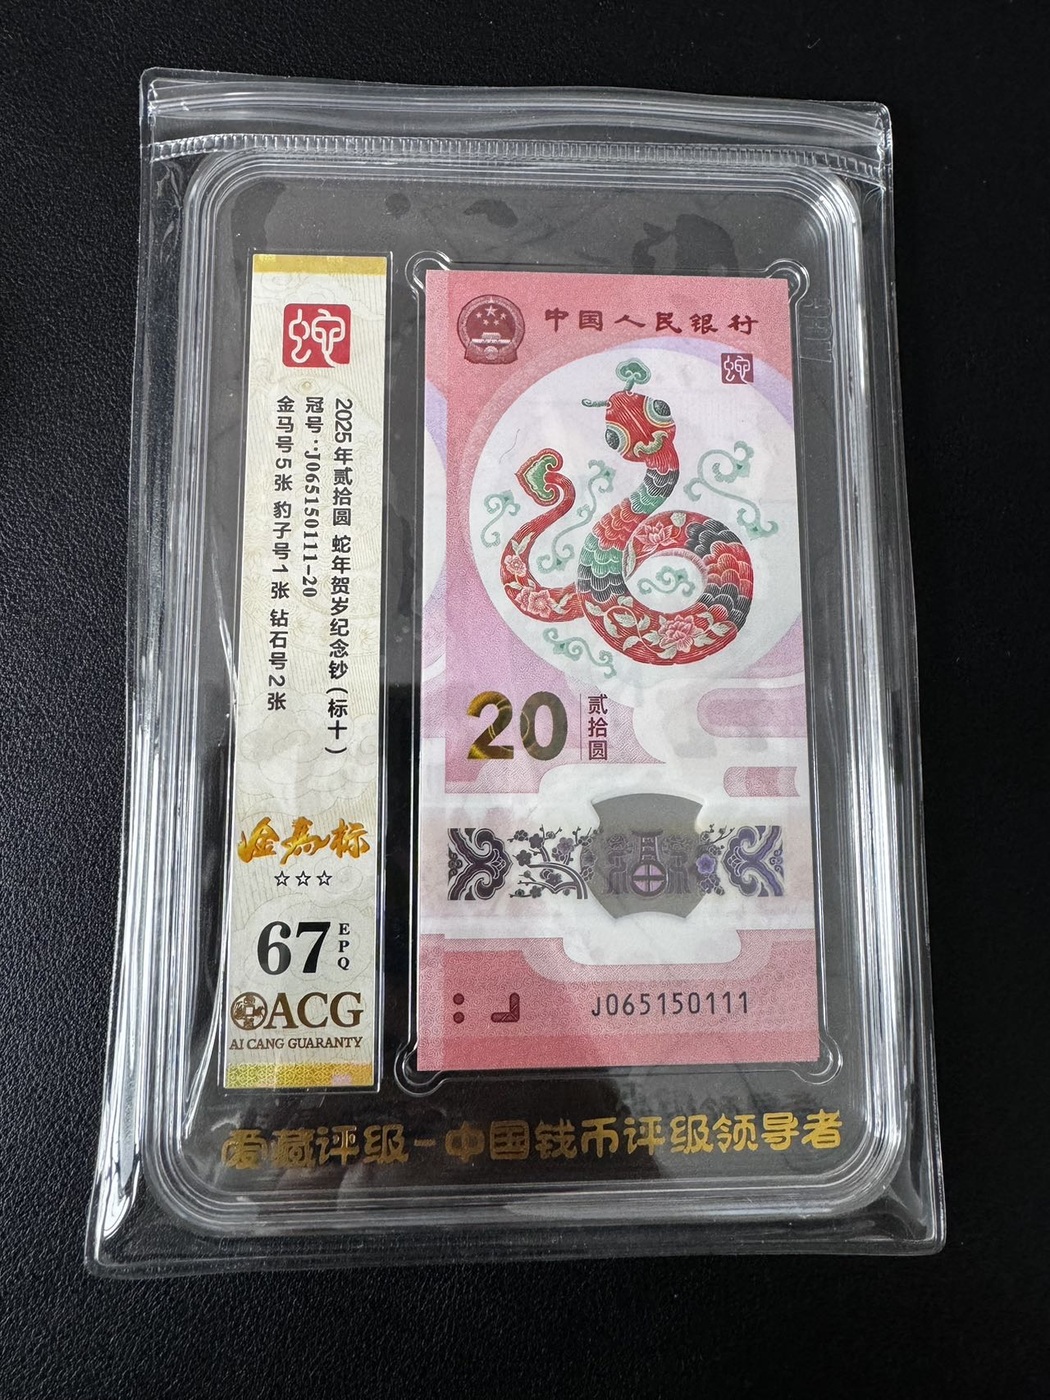 蛇
2025年贰拾圆 蛇年贺岁纪念钞(标十)
冠号：J065150111-20
金马号5张 豹子号1张 钻石号2张
金马标
☆☆☆
67
EPQ
ACG
AI CANG GUARANTY
中国人民银行
蛇
20
贰拾圆
J065150111
爱藏评级-中国钱币评级领导者